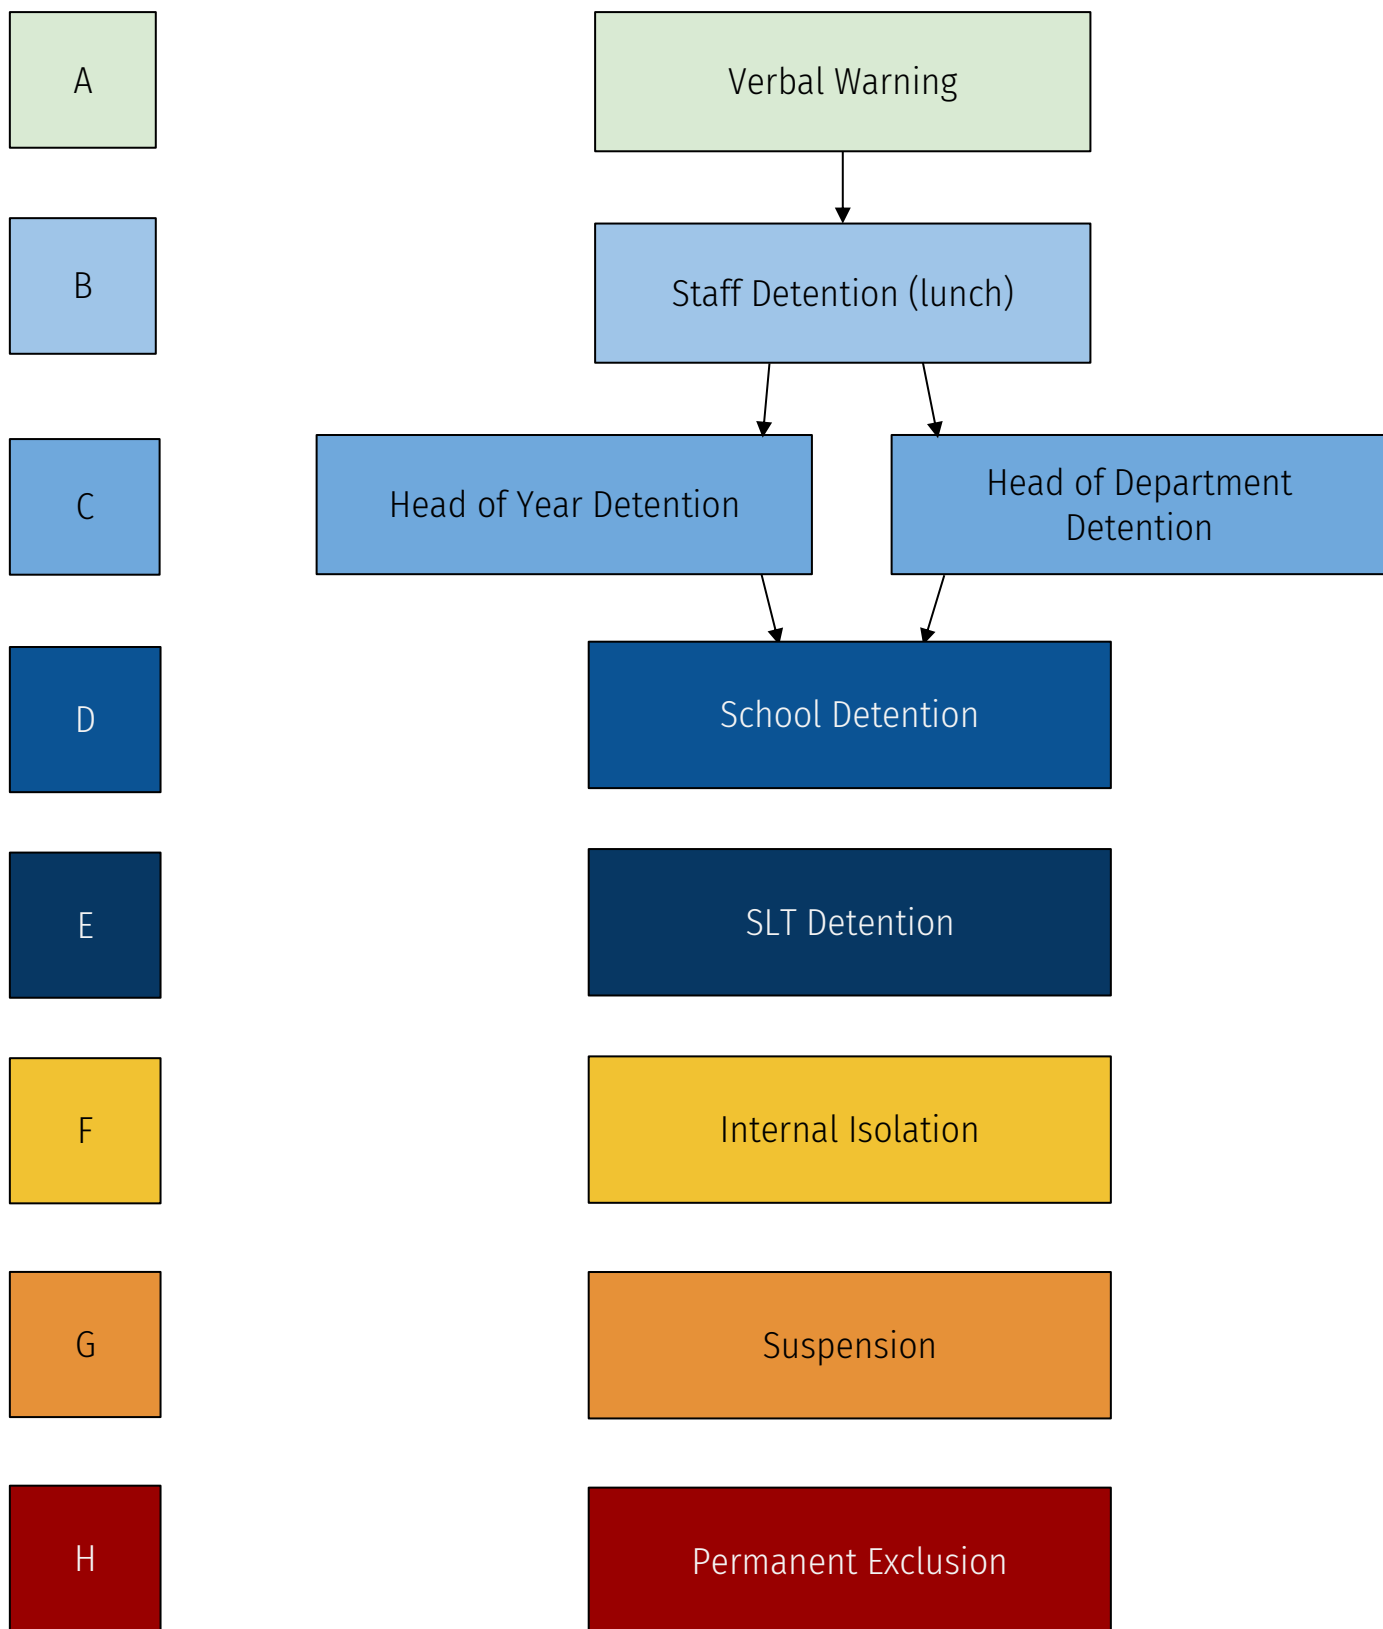 A
Verbal Warning
B
Staff Detention (lunch)
C
Head of Year Detention
Head of Department
Detention
D
School Detention
E
SLT Detention
F
Internal Isolation
G
Suspension
H
Permanent Exclusion